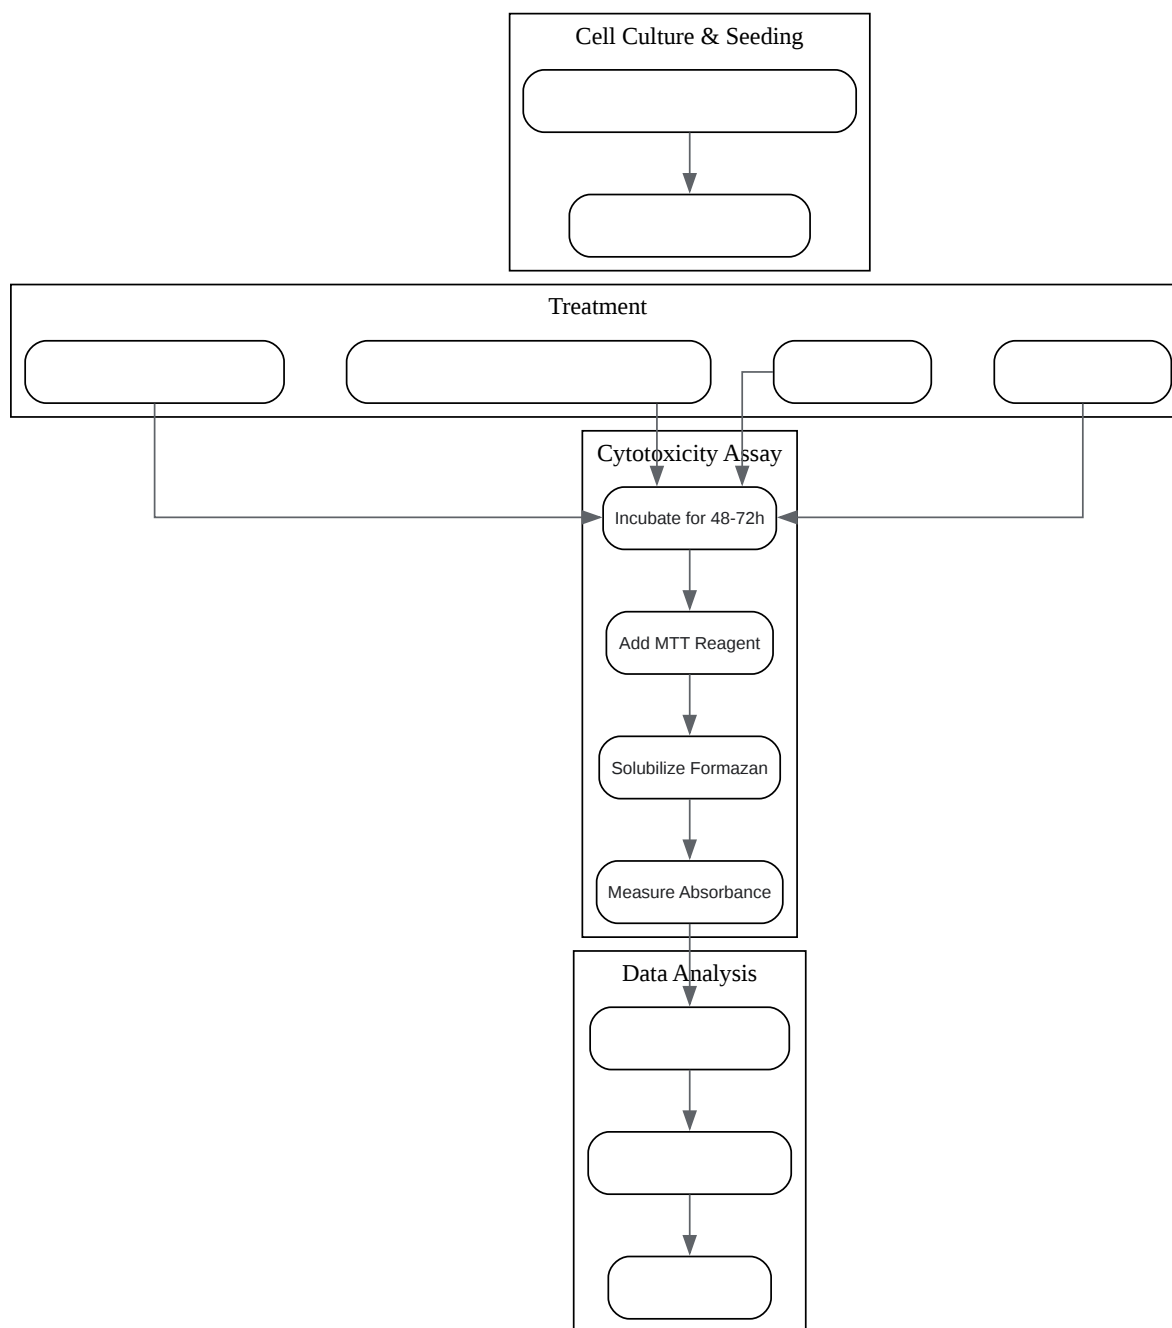 Cell Culture & Seeding
Treatment
Cytotoxicity Assay
Incubate for 48-72h
Add MTT Reagent
Solubilize Formazan
Measure Absorbance
Data Analysis